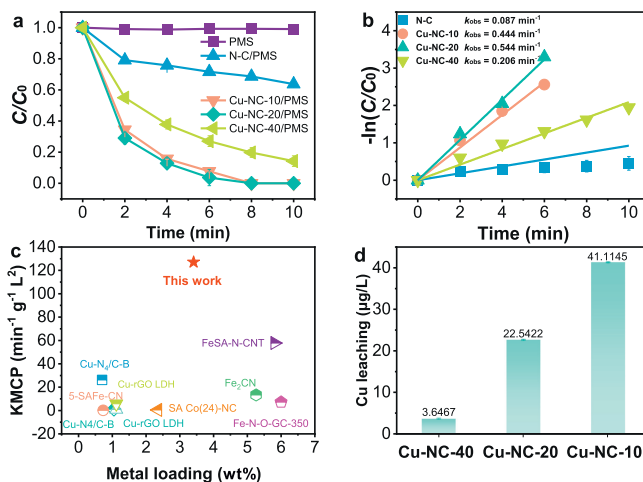 a
C/C0
1.0
0.8
0.6
0.4
0.2
0.0
PMS
N-C/PMS
Cu-NC-10/PMS
Cu-NC-20/PMS
Cu-NC-40/PMS
0 2 4 6 8 10
Time (min)
b
-ln(C/C0)
4
3
2
1
0
-1
N-C kobs = 0.087 min-1
Cu-NC-10 kobs = 0.444 min-1
Cu-NC-20 kobs = 0.544 min-1
Cu-NC-40 kobs = 0.206 min-1
0 2 4 6 8 10
Time (min)
c
KMCP (min-1 g-1 L2)
140
120
100
80
60
40
20
0
-20
This work
FeSA-N-CNT
Cu-N4/C-B
Cu-rGO LDH
Fe2CN
5-SAFe-CN
SA Co(24)-NC
Cu-N4/C-B
Cu-rGO LDH
Fe-N-O-GC-350
0 1 2 3 4 5 6 7
Metal loading (wt%)
d
Cu leaching (μg/L)
40
20
0
3.6467
22.5422
41.1145
Cu-NC-40 Cu-NC-20 Cu-NC-10